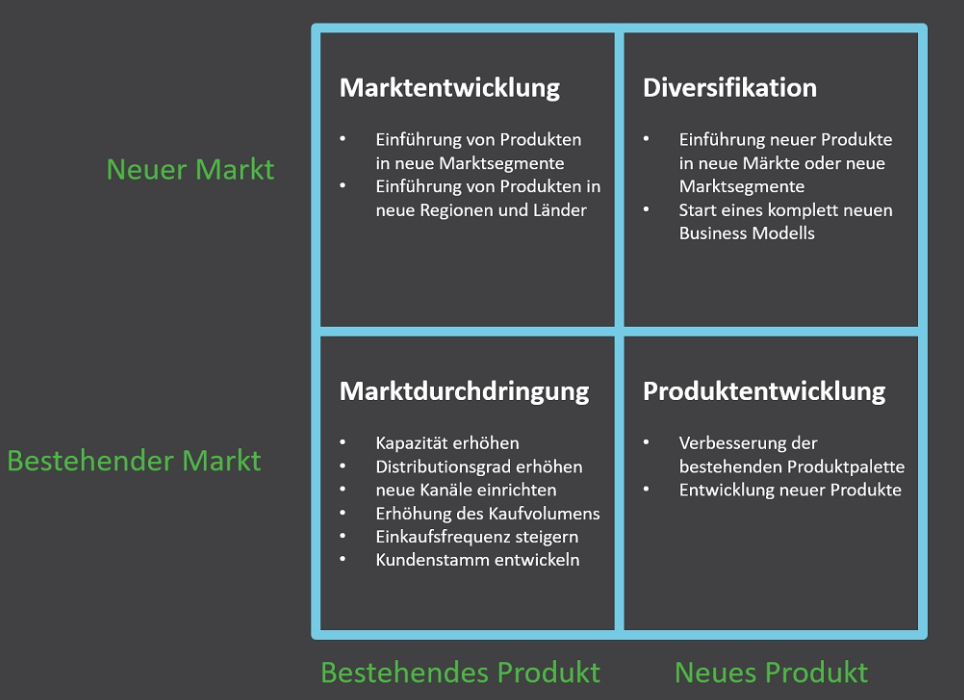 Neuer Markt
Marktentwicklung
• Einführung von Produkten
in neue Marktsegmente
• Einführung von Produkten in
neue Regionen und Länder
Diversifikation
• Einführung neuer Produkte
in neue Märkte oder neue
Marktsegmente
• Start eines komplett neuen
Business Modells
Bestehender Markt
Marktdurchdringung
• Kapazität erhöhen
• Distributionsgrad erhöhen
• neue Kanäle einrichten
• Erhöhung des Kaufvolumens
• Einkaufsfrequenz steigern
• Kundenstamm entwickeln
Produktentwicklung
• Verbesserung der
bestehenden Produktpalette
• Entwicklung neuer Produkte
Bestehendes Produkt
Neues Produkt